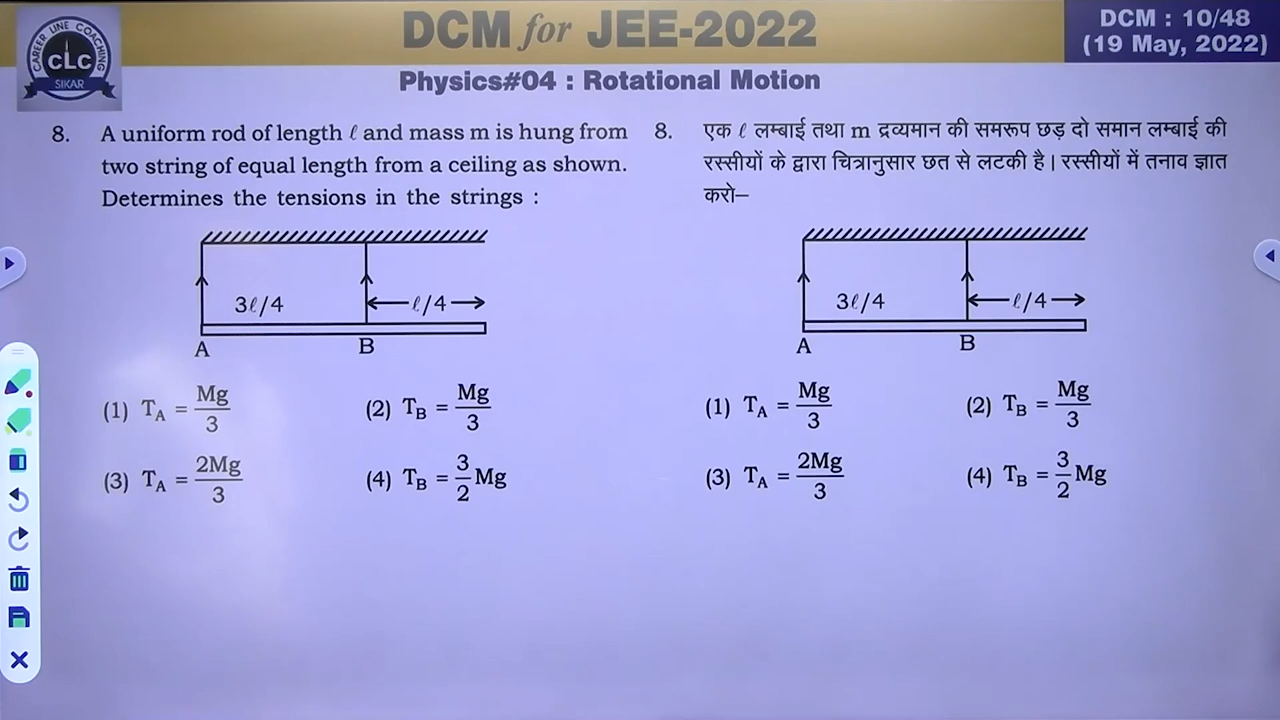 DCM for JEE-2022
DCM : 10/48
(19 May, 2022)
CAREER LINE COACHING
CLC
SIKAR
Physics#04 : Rotational Motion
8. A uniform rod of length ℓ and mass m is hung from
two string of equal length from a ceiling as shown.
Determines the tensions in the strings :
3ℓ/4
ℓ/4
A
B
(1) T_A = Mg/3
(2) T_B = Mg/3
(3) T_A = 2Mg/3
(4) T_B = 3/2 Mg
8. एक ℓ लम्बाई तथा m द्रव्यमान की समरूप छड़ दो समान लम्बाई की
रस्सीयों के द्वारा चित्रानुसार छत से लटकी है। रस्सीयों में तनाव ज्ञात
करो–
3ℓ/4
ℓ/4
A
B
(1) T_A = Mg/3
(2) T_B = Mg/3
(3) T_A = 2Mg/3
(4) T_B = 3/2 Mg